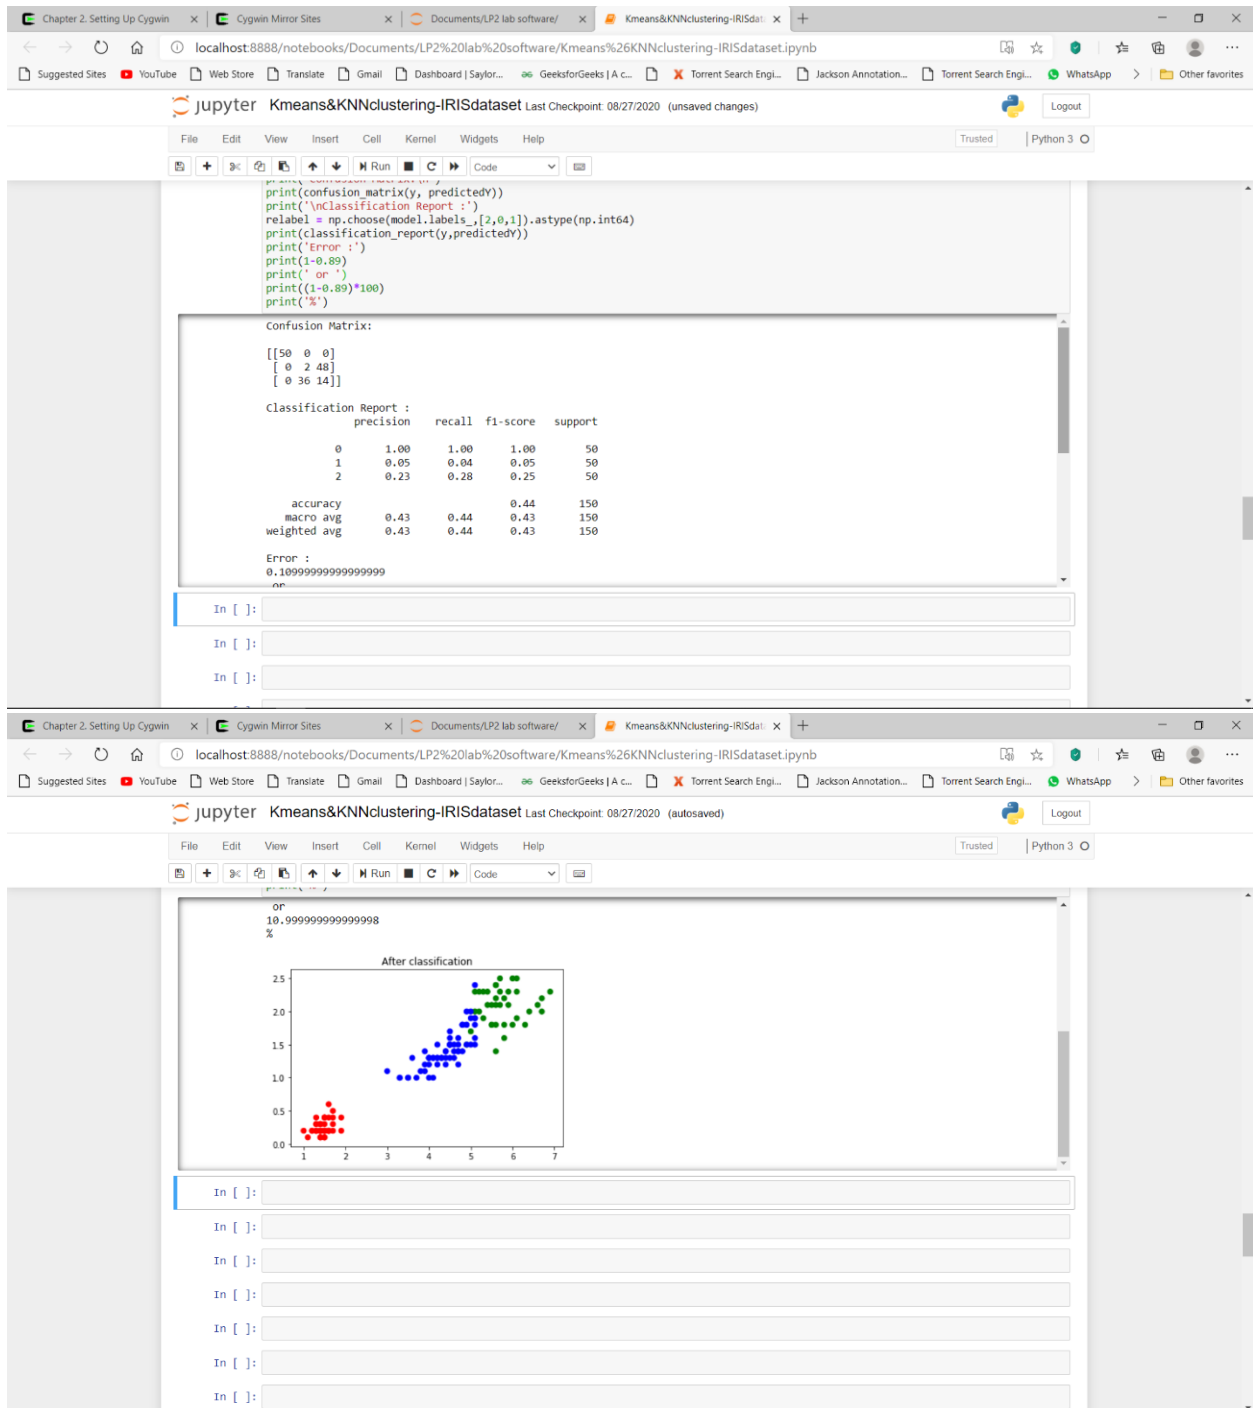 Chapter 2. Setting Up Cygwin
Cygwin Mirror Sites
Documents/LP2 lab software/
Kmeans&KNNclustering-IRISdat
localhost:8888/notebooks/Documents/LP2%20lab%20software/Kmeans%26KNNclustering-IRISdataset.ipynb
Suggested Sites YouTube Web Store Translate Gmail Dashboard | Saylor... GeeksforGeeks | A c... Torrent Search Engi... Jackson Annotation... Torrent Search Engi... WhatsApp Other favorites
jupyter Kmeans&KNNclustering-IRISdataset Last Checkpoint: 08/27/2020 (unsaved changes) Logout
File Edit View Insert Cell Kernel Widgets Help Trusted Python 3
Run Code
print('Confusion Matrix:\n')
print(confusion_matrix(y, predictedY))
print('\nClassification Report :')
relabel = np.choose(model.labels_,[2,0,1]).astype(np.int64)
print(classification_report(y,predictedY))
print('Error :')
print(1-0.89)
print(' or ')
print((1-0.89)*100)
print('%')
Confusion Matrix:
[[50 0 0]
[ 0 2 48]
[ 0 36 14]]
Classification Report :
precision recall f1-score support
0 1.00 1.00 1.00 50
1 0.05 0.04 0.05 50
2 0.23 0.28 0.25 50
accuracy 0.44 150
macro avg 0.43 0.44 0.43 150
weighted avg 0.43 0.44 0.43 150
Error :
0.10999999999999999
or
In [ ]:
In [ ]:
In [ ]:
Chapter 2. Setting Up Cygwin
Cygwin Mirror Sites
Documents/LP2 lab software/
Kmeans&KNNclustering-IRISdat
localhost:8888/notebooks/Documents/LP2%20lab%20software/Kmeans%26KNNclustering-IRISdataset.ipynb
Suggested Sites YouTube Web Store Translate Gmail Dashboard | Saylor... GeeksforGeeks | A c... Torrent Search Engi... Jackson Annotation... Torrent Search Engi... WhatsApp Other favorites
jupyter Kmeans&KNNclustering-IRISdataset Last Checkpoint: 08/27/2020 (autosaved) Logout
File Edit View Insert Cell Kernel Widgets Help Trusted Python 3
Run Code
or
10.999999999999998
%
After classification
2.5
2.0
1.5
1.0
0.5
0.0
1 2 3 4 5 6 7
In [ ]:
In [ ]:
In [ ]:
In [ ]:
In [ ]:
In [ ]:
In [ ]: